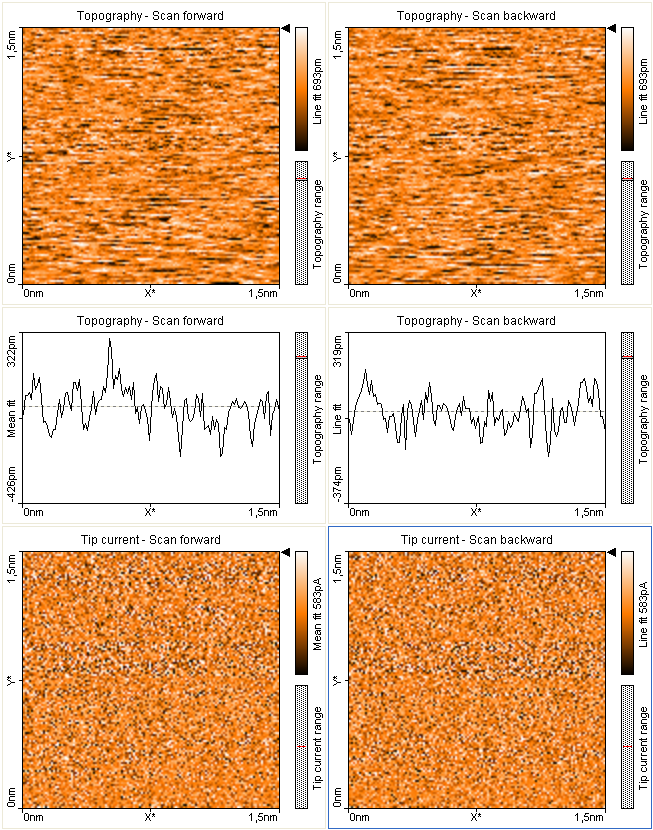 Topography - Scan forward
1,5nm
Y*
0nm
0nm
X*
1,5nm
Line fit 693pm
Topography range
Topography - Scan backward
1,5nm
Y*
0nm
0nm
X*
1,5nm
Line fit 693pm
Topography range
Topography - Scan forward
322pm
Mean fit
-426pm
0nm
X*
1,5nm
Topography range
Topography - Scan backward
319pm
Line fit
-374pm
0nm
X*
1,5nm
Topography range
Tip current - Scan forward
1,5nm
Y*
0nm
0nm
X*
1,5nm
Mean fit 583pA
Tip current range
Tip current - Scan backward
1,5nm
Y*
0nm
0nm
X*
1,5nm
Line fit 583pA
Tip current range